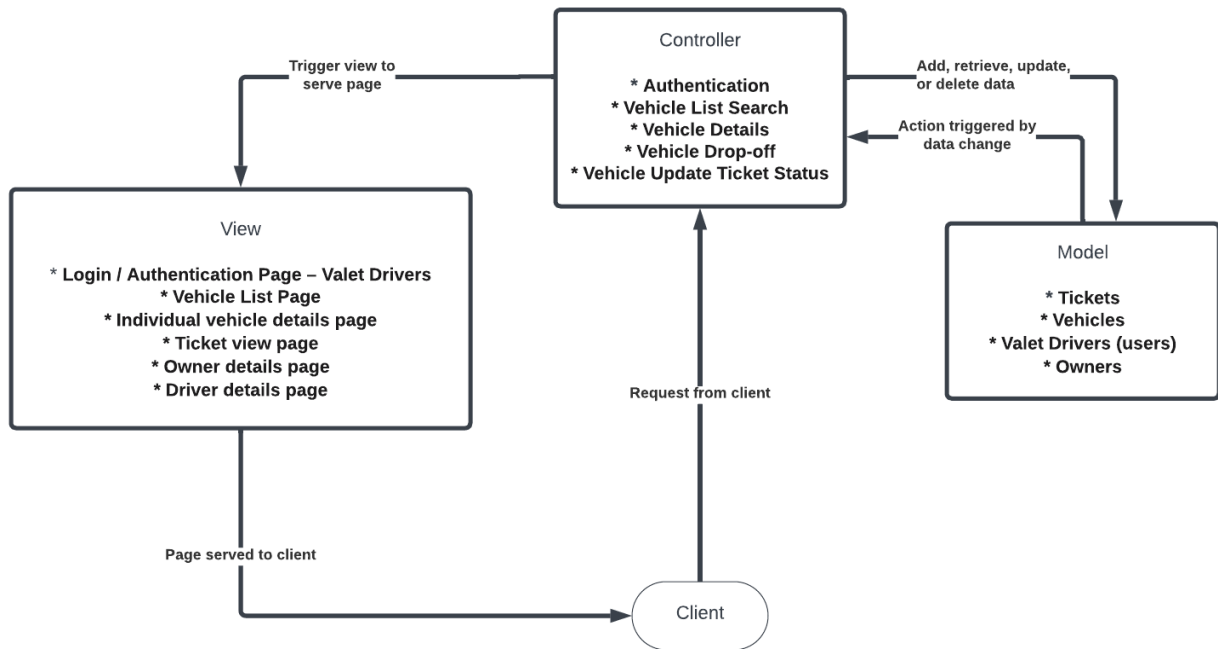 Controller
* Authentication
* Vehicle List Search
* Vehicle Details
* Vehicle Drop-off
* Vehicle Update Ticket Status
Trigger view to
serve page
Add, retrieve, update,
or delete data
Action triggered by
data change
View
* Login / Authentication Page – Valet Drivers
* Vehicle List Page
* Individual vehicle details page
* Ticket view page
* Owner details page
* Driver details page
Model
* Tickets
* Vehicles
* Valet Drivers (users)
* Owners
Request from client
Page served to client
Client